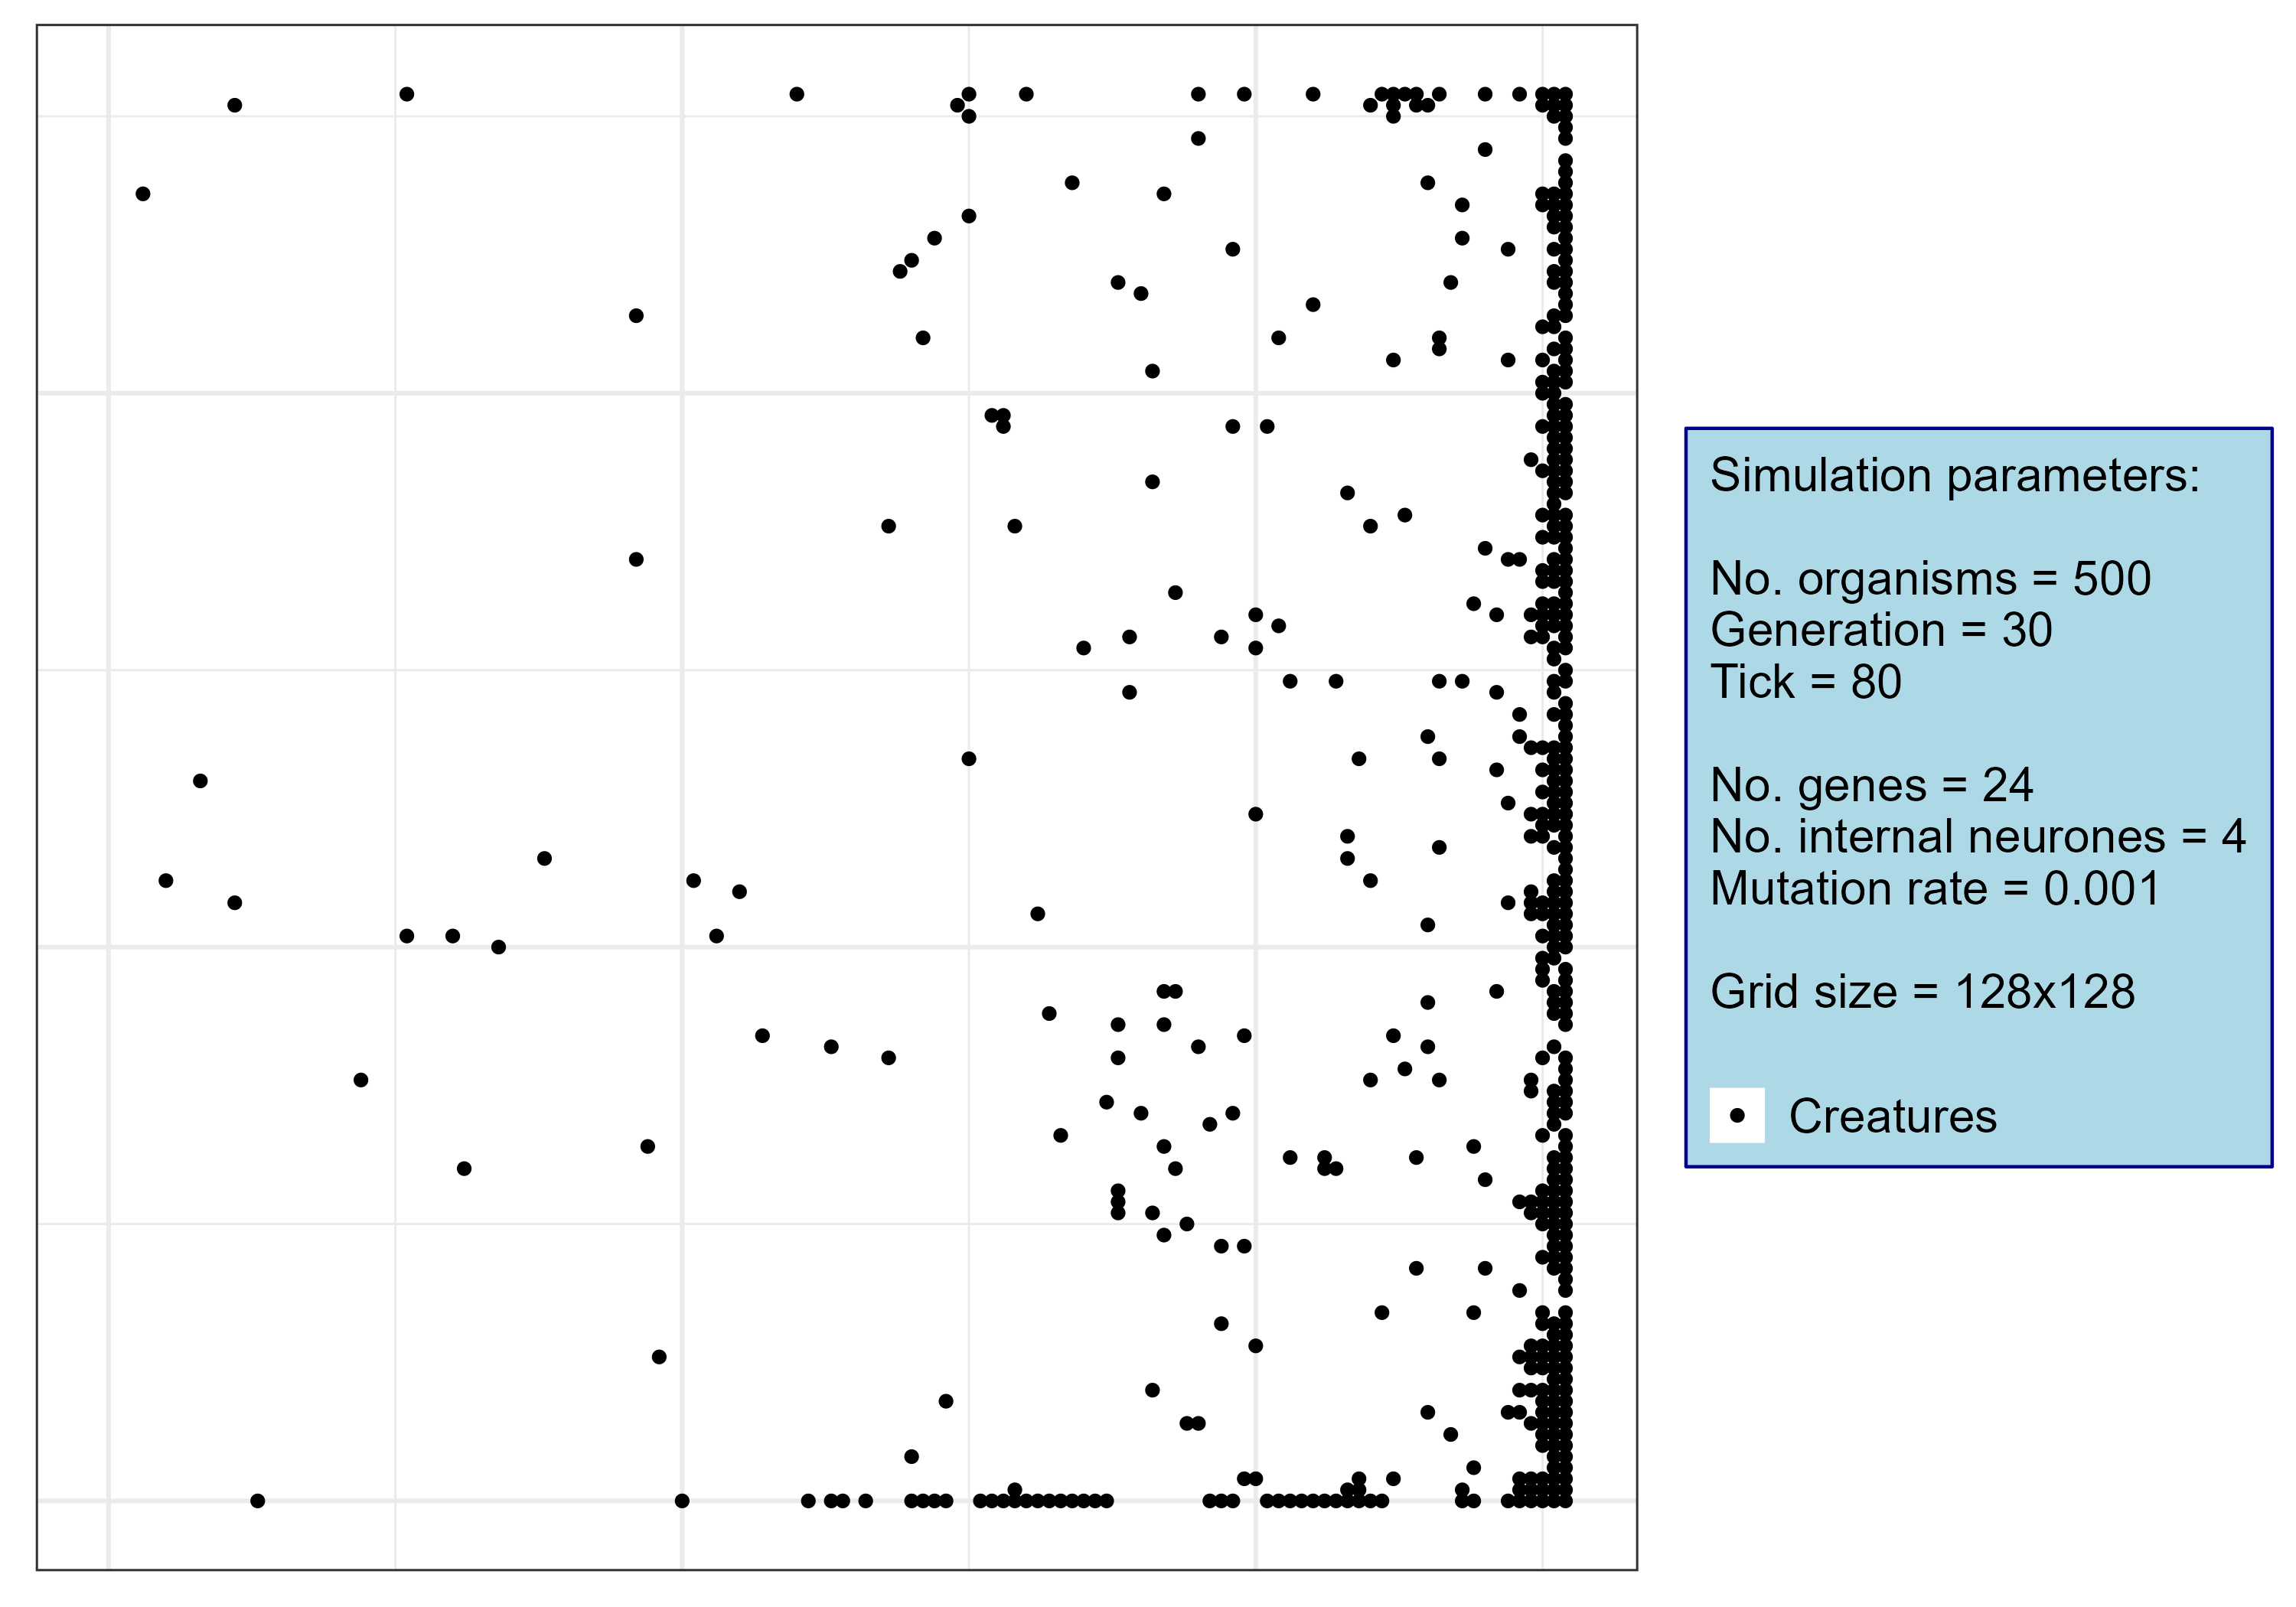 Simulation parameters:
No. organisms = 500
Generation = 30
Tick = 80
No. genes = 24
No. internal neurones = 4
Mutation rate = 0.001
Grid size = 128x128
Creatures